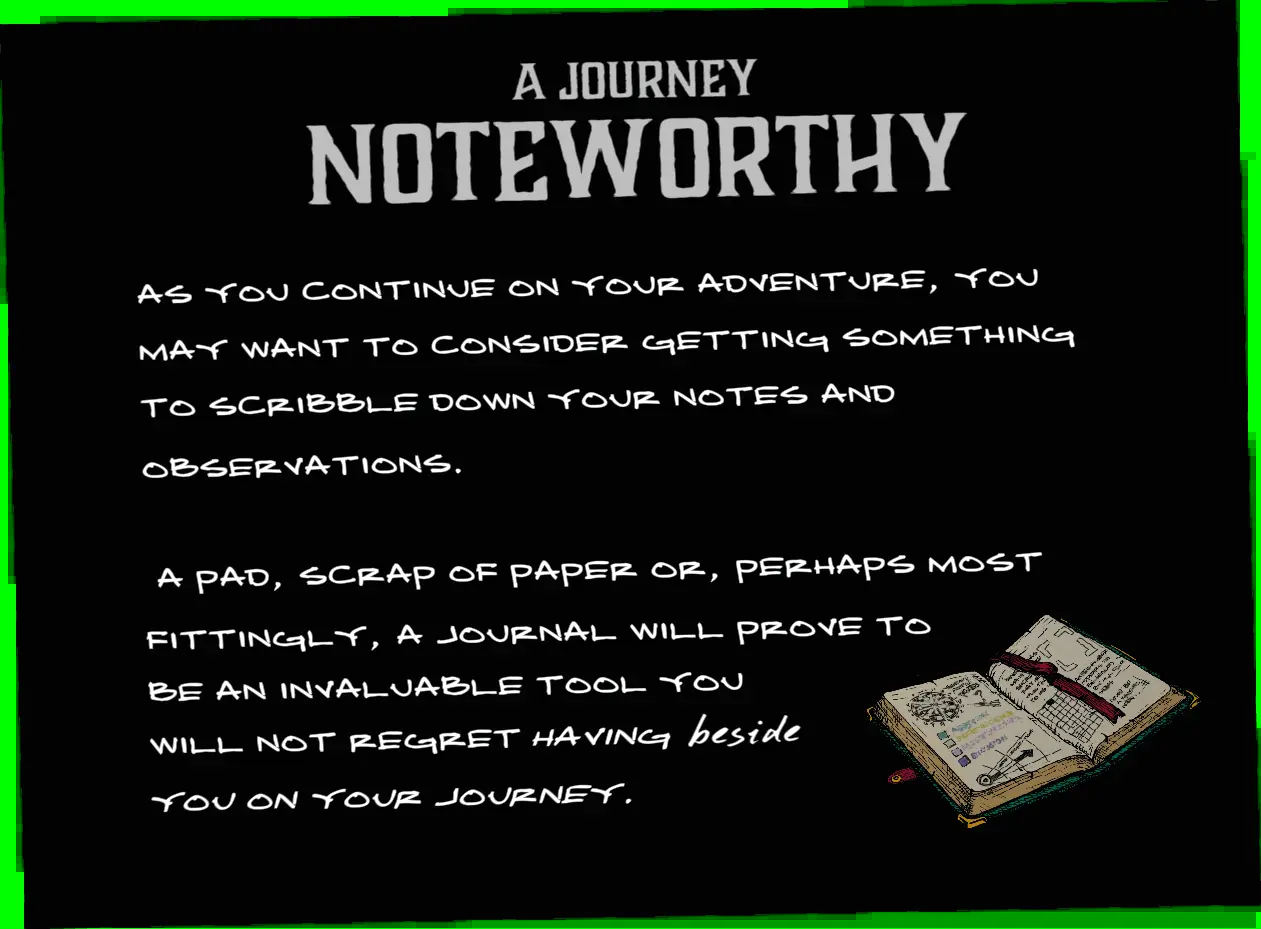 A JOURNEY
NOTEWORTHY
AS YOU CONTINUE ON YOUR ADVENTURE, YOU
MAY WANT TO CONSIDER GETTING SOMETHING
TO SCRIBBLE DOWN YOUR NOTES AND
OBSERVATIONS.
A PAD, SCRAP OF PAPER OR, PERHAPS MOST
FITTINGLY, A JOURNAL WILL PROVE TO
BE AN INVALUABLE TOOL YOU
WILL NOT REGRET HAVING beside
YOU ON YOUR JOURNEY.